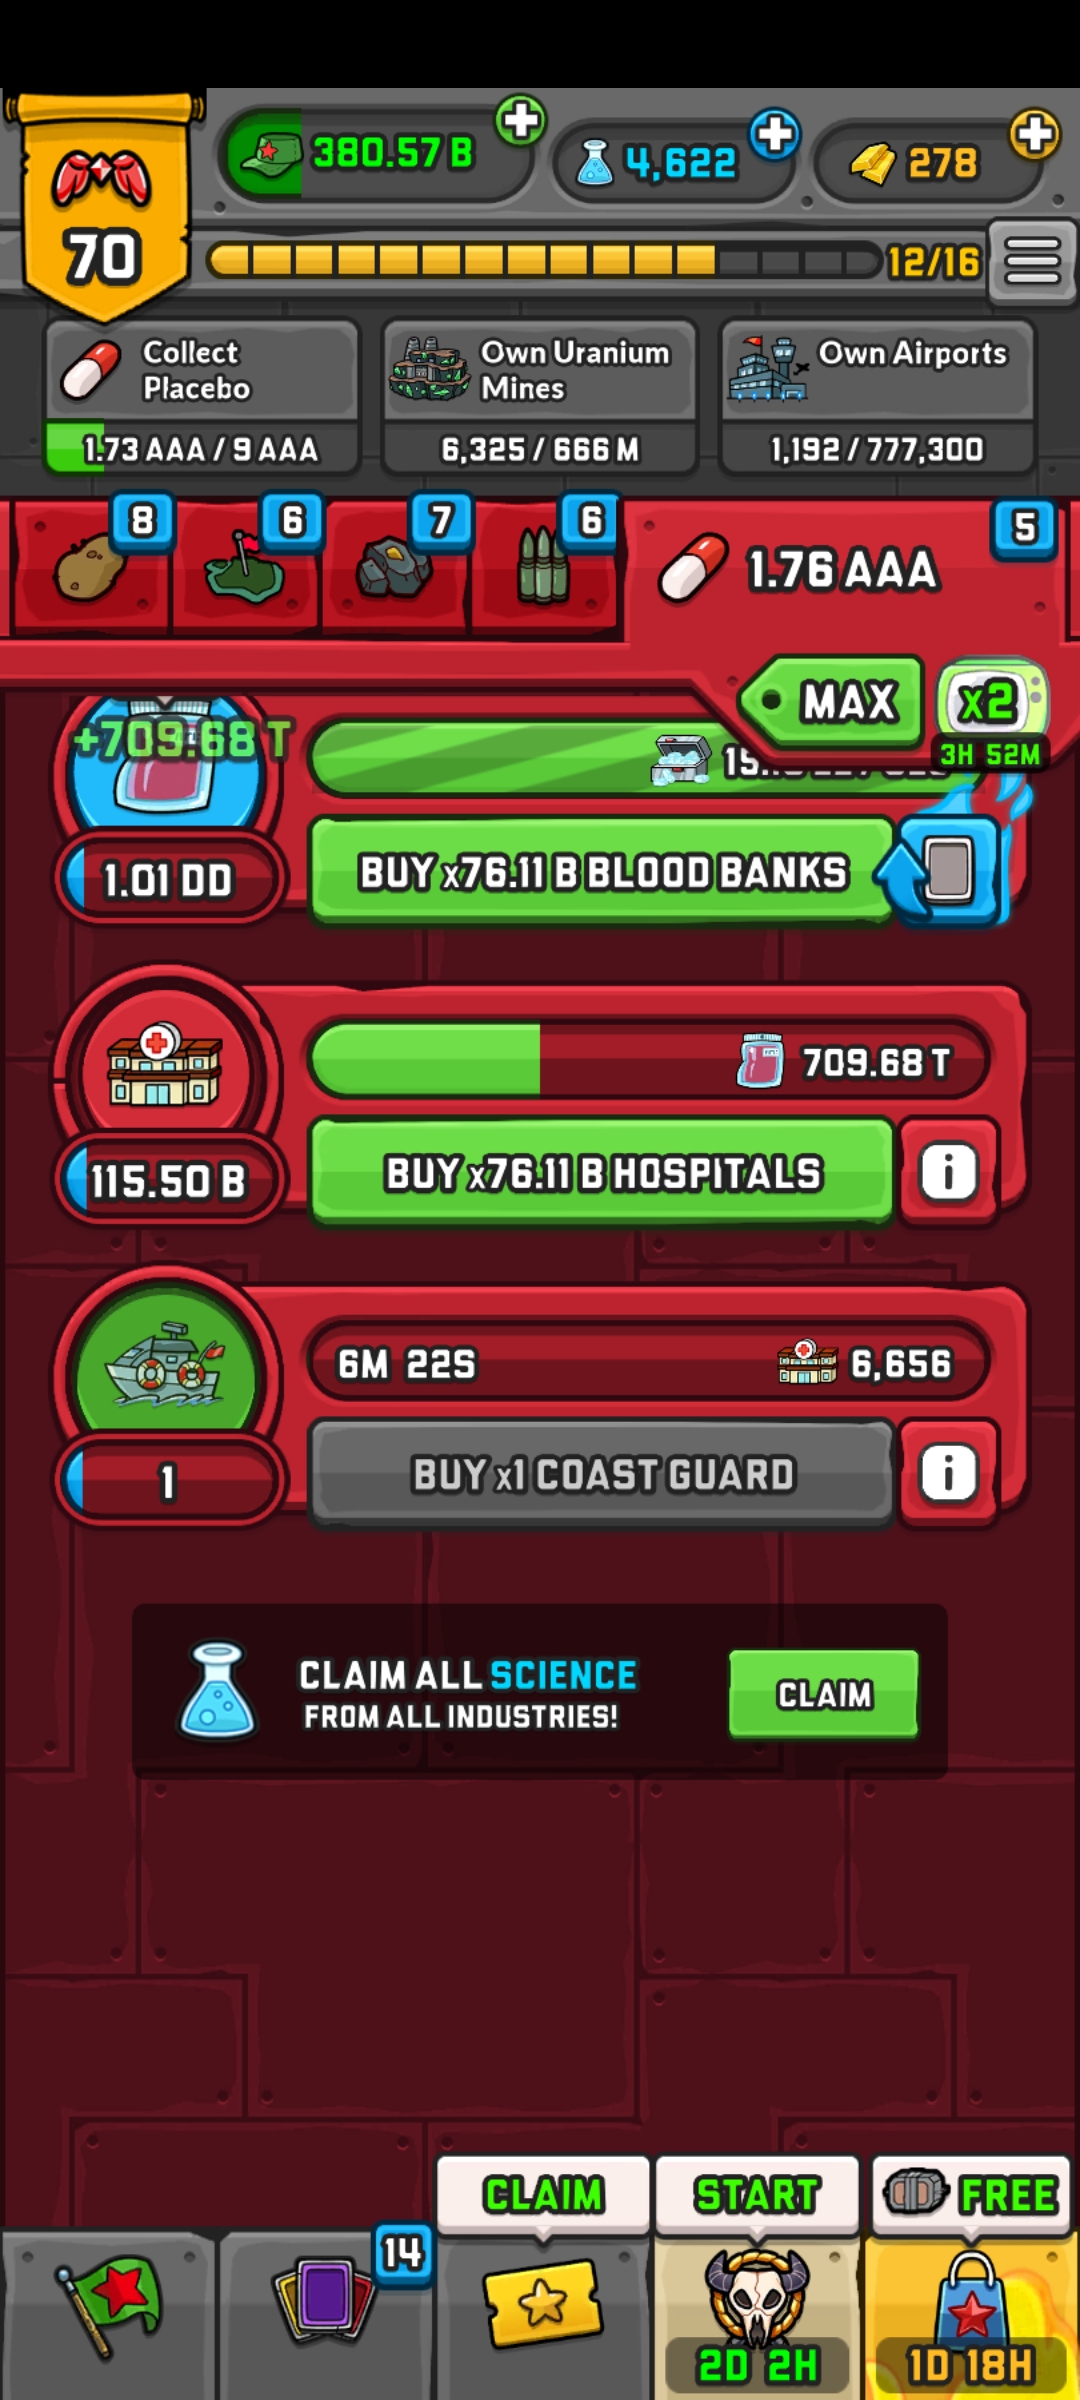 380.57 B
4,622
278
70
12/16
Collect
Placebo
1.73 AAA / 9 AAA
Own Uranium
Mines
6,325 / 666 M
Own Airports
1,192 / 777,300
8
6
7
6
1.76 AAA
5
MAX
x2
3H 52M
+709.68 T
1.01 DD
BUY x76.11 B BLOOD BANKS
709.68 T
115.50 B
BUY x76.11 B HOSPITALS
i
6M 22S
6,656
1
BUY x1 COAST GUARD
i
CLAIM ALL SCIENCE
FROM ALL INDUSTRIES!
CLAIM
CLAIM
START
FREE
14
2D 2H
1D 18H